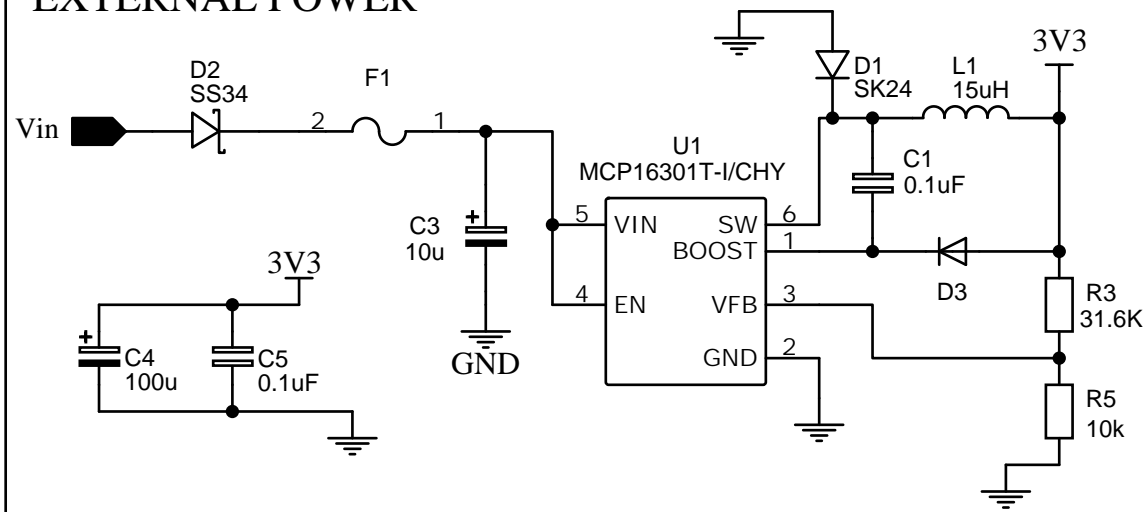 EXTERNAL POWER
Vin
D2
SS34
2
F1
1
C3
10u
GND
3V3
C4
100u
C5
0.1uF
U1
MCP16301T-I/CHY
5 VIN
4 EN
SW 6
BOOST 1
VFB 3
GND 2
D1
SK24
L1
15uH
3V3
C1
0.1uF
D3
R3
31.6K
R5
10k